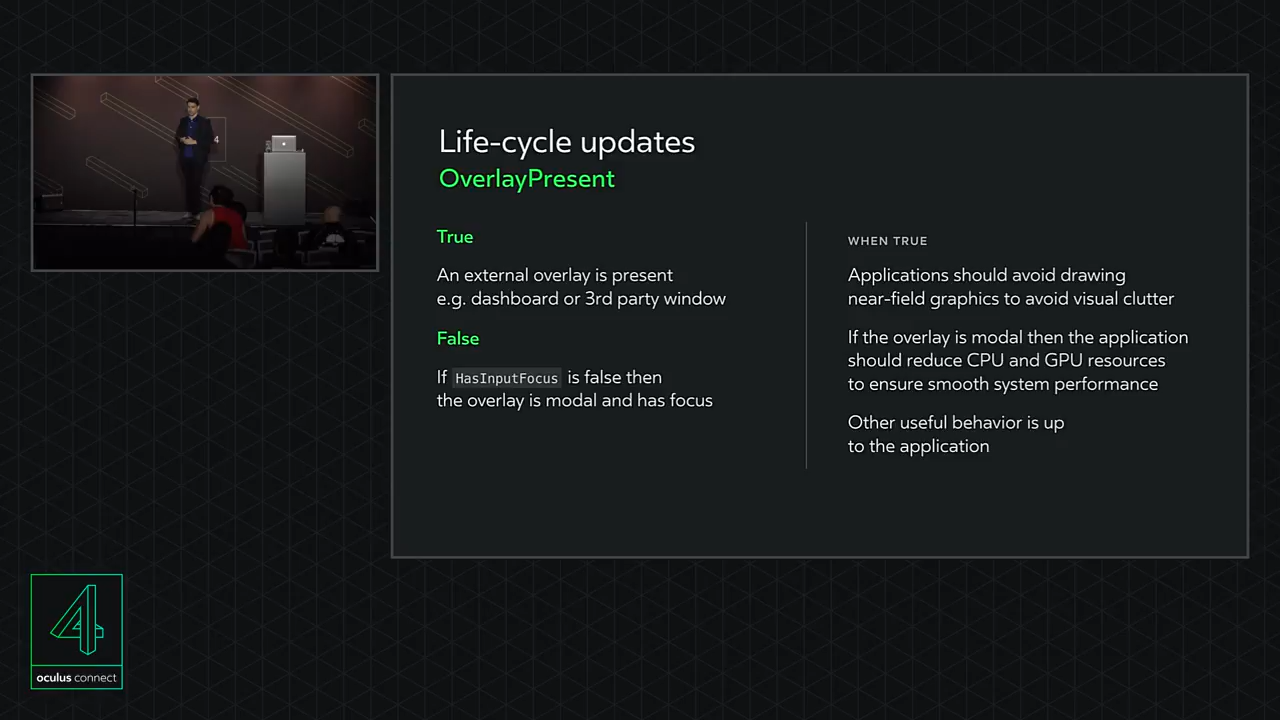 Life-cycle updates
OverlayPresent
True
An external overlay is present
e.g. dashboard or 3rd party window
False
If HasInputFocus is false then
the overlay is modal and has focus
WHEN TRUE
Applications should avoid drawing
near-field graphics to avoid visual clutter
If the overlay is modal then the application
should reduce CPU and GPU resources
to ensure smooth system performance
Other useful behavior is up
to the application
4
4
oculus connect